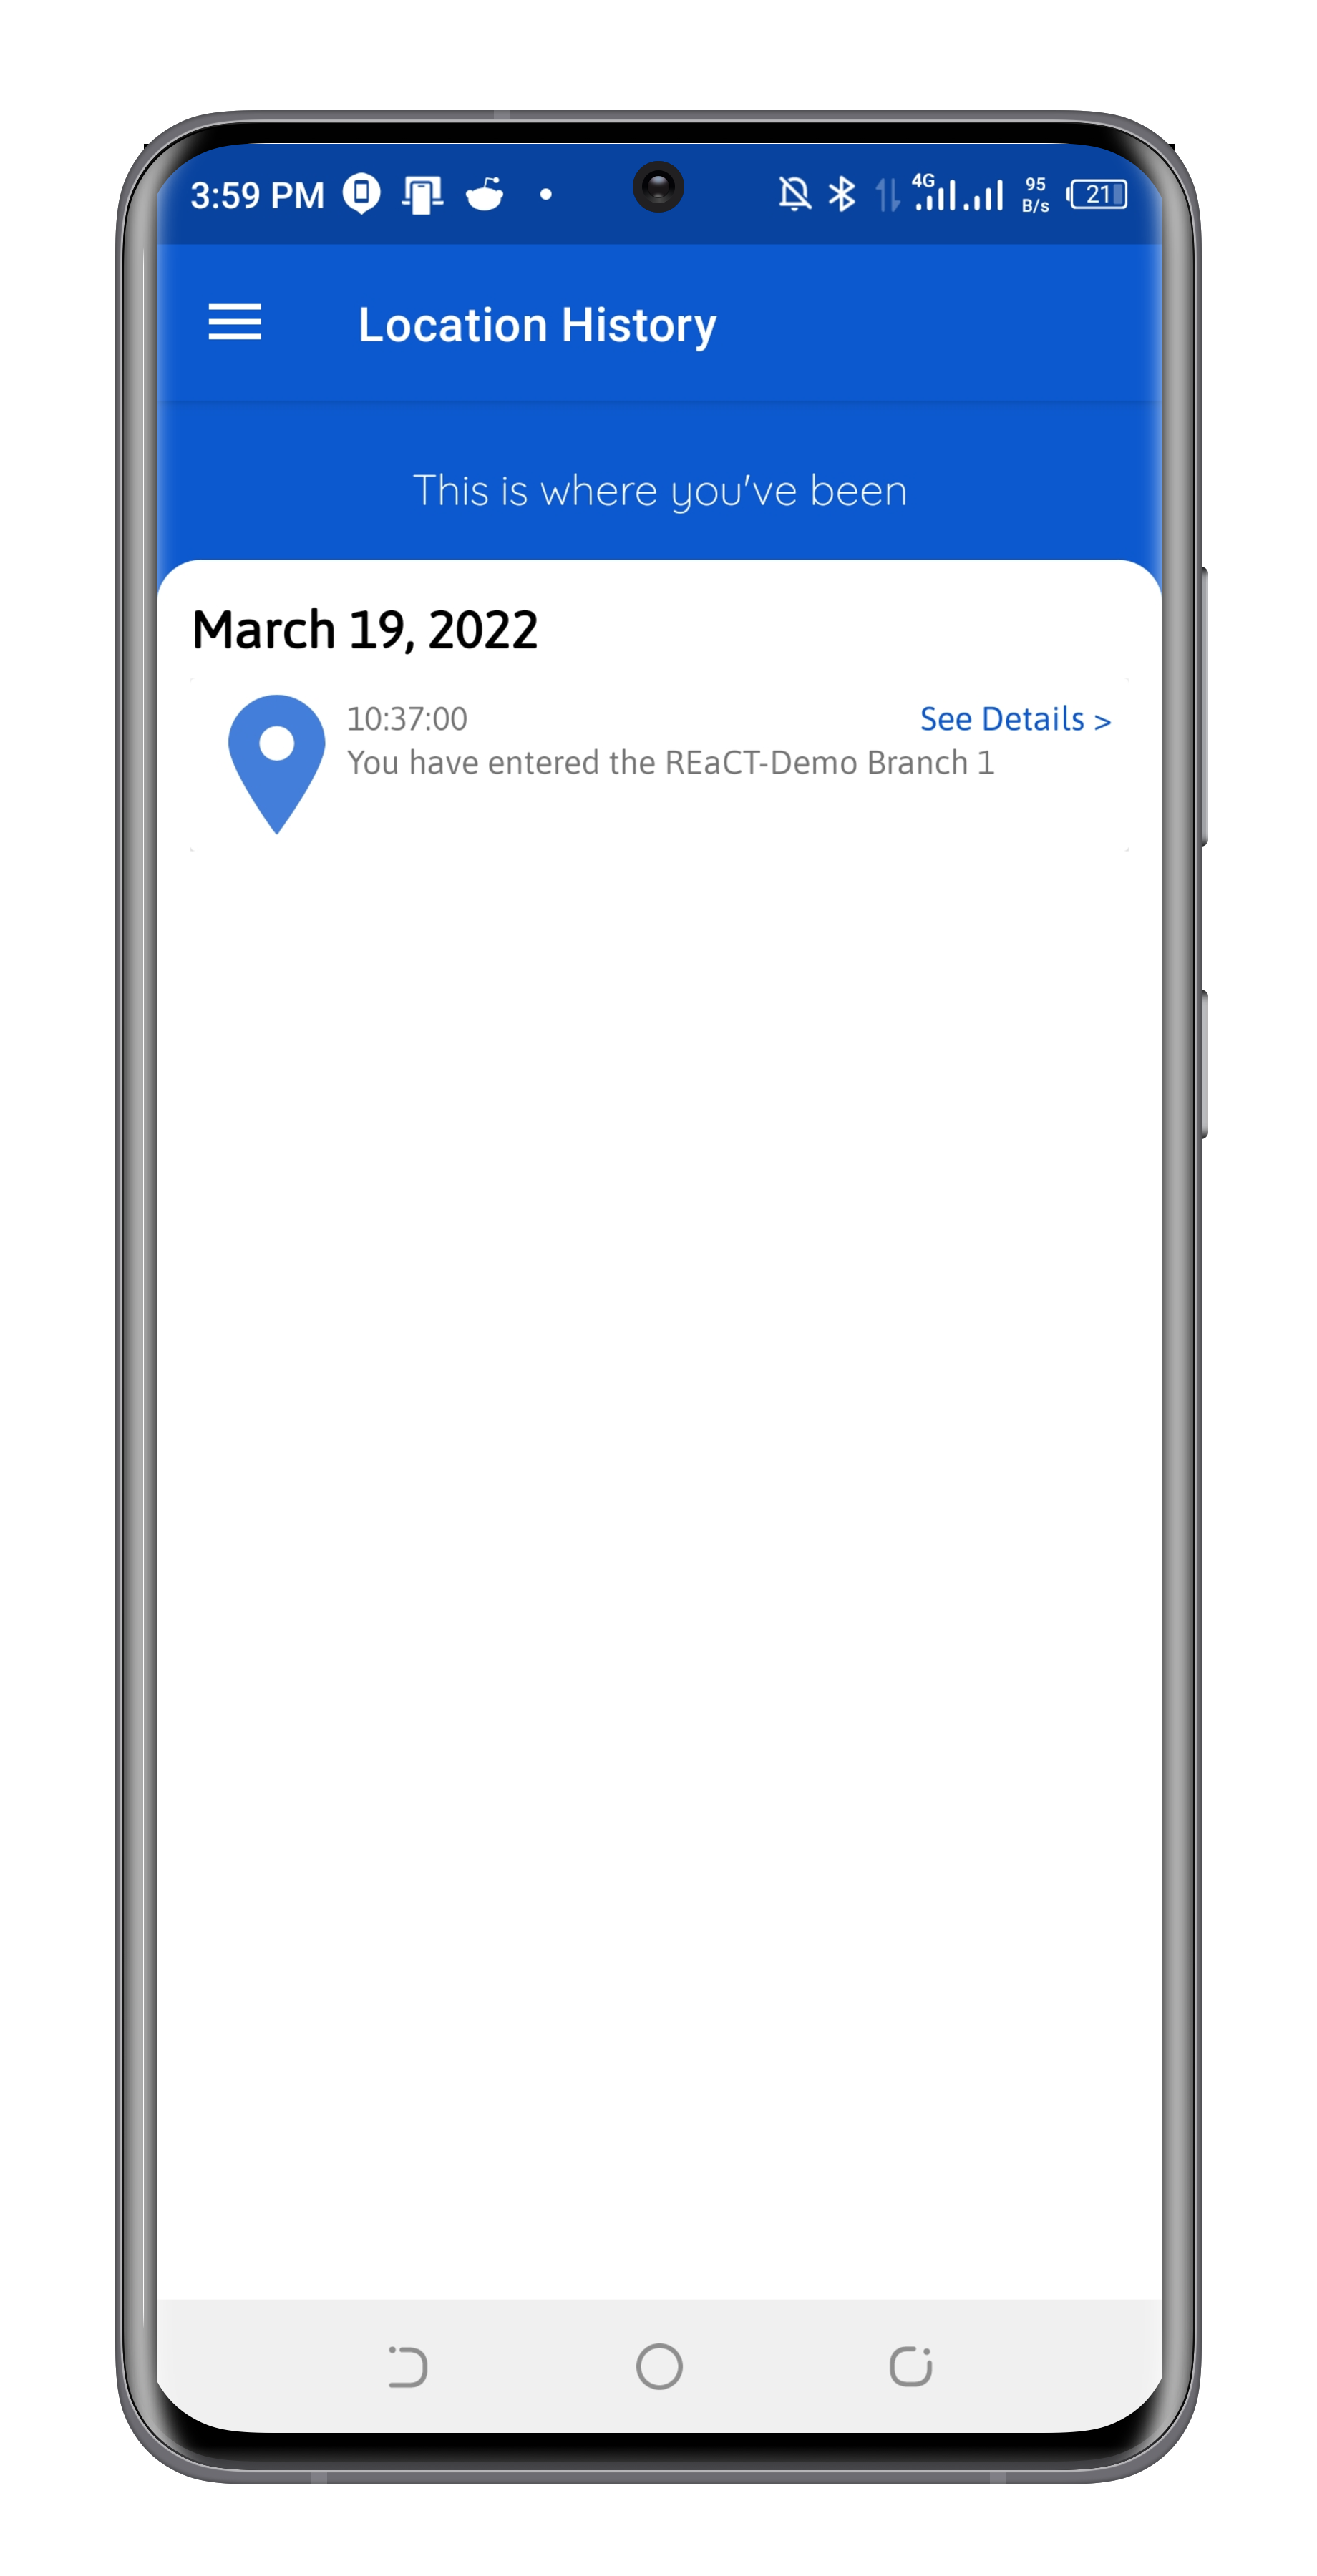 3:59 PM 4G 95 B/s 21
Location History
This is where you've been
March 19, 2022
10:37:00 See Details >
You have entered the REaCT-Demo Branch 1